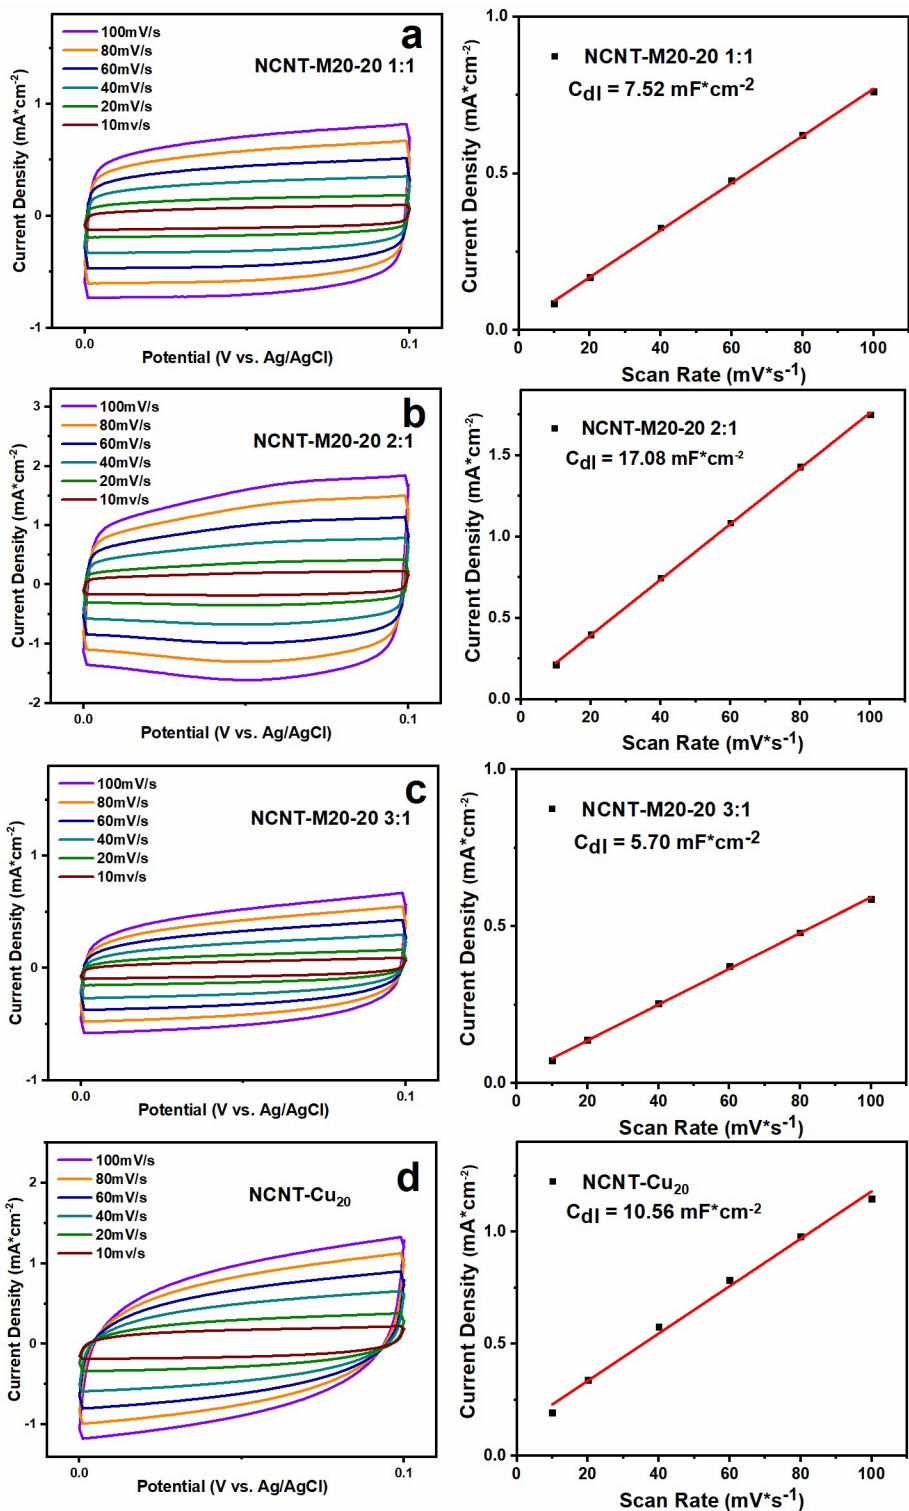 a
100mV/s
80mV/s
60mV/s
40mV/s
20mV/s
10mv/s
NCNT-M20-20 1:1
1
0
-1
0.0
0.1
Current Density (mA*cm-2)
Potential (V vs. Ag/AgCl)
NCNT-M20-20 1:1
Cdl = 7.52 mF*cm-2
1.0
0.5
0.0
0
20
40
60
80
100
Current Density (mA*cm-2)
Scan Rate (mV*s-1)
b
100mV/s
80mV/s
60mV/s
40mV/s
20mV/s
10mv/s
NCNT-M20-20 2:1
3
2
1
0
-1
-2
0.0
0.1
Current Density (mA*cm-2)
Potential (V vs. Ag/AgCl)
NCNT-M20-20 2:1
Cdl = 17.08 mF*cm-2
1.5
1.0
0.5
0.0
0
20
40
60
80
100
Current Density (mA*cm-2)
Scan Rate (mV*s-1)
c
100mV/s
80mV/s
60mV/s
40mV/s
20mV/s
10mv/s
NCNT-M20-20 3:1
1
0
-1
0.0
0.1
Current Density (mA*cm-2)
Potential (V vs. Ag/AgCl)
NCNT-M20-20 3:1
Cdl = 5.70 mF*cm-2
1.0
0.5
0.0
0
20
40
60
80
100
Current Density (mA*cm-2)
Scan Rate (mV*s-1)
d
100mV/s
80mV/s
60mV/s
40mV/s
20mV/s
10mv/s
NCNT-Cu20
2
1
0
-1
0.0
0.1
Current Density (mA*cm-2)
Potential (V vs. Ag/AgCl)
NCNT-Cu20
Cdl = 10.56 mF*cm-2
1.0
0.5
0.0
0
20
40
60
80
100
Current Density (mA*cm-2)
Scan Rate (mV*s-1)